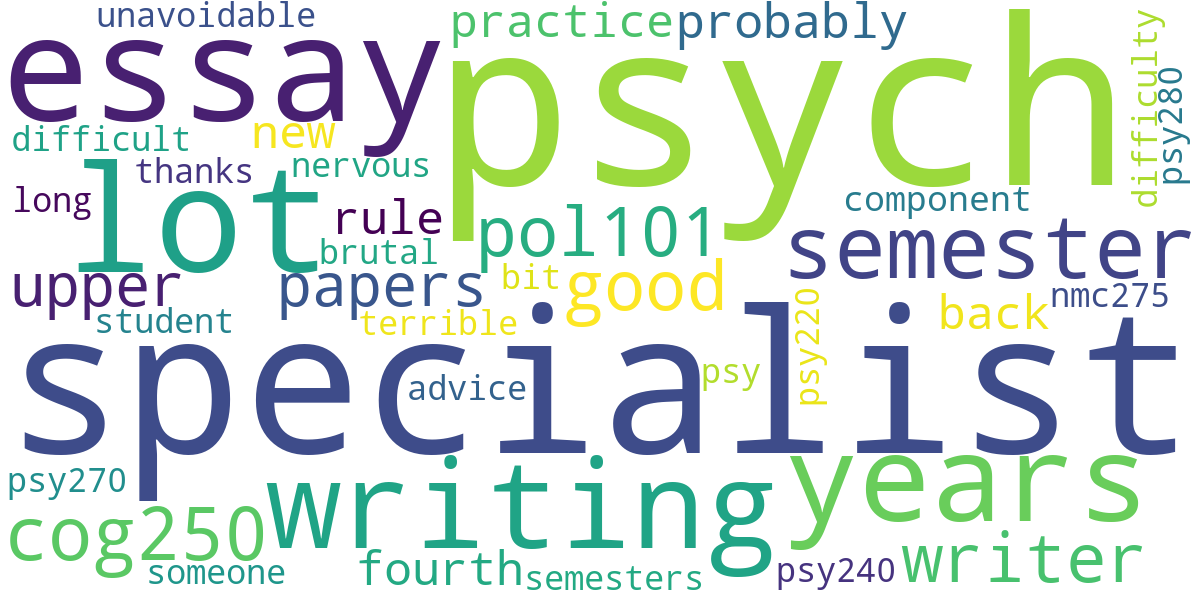 unavoidable
practice
probably
essay
psych
difficulty
psy280
difficult
new
thanks
nervous
long
lot
rule
component
brutal
pol101
semester
upper
papers
bit
good
nmc275
student
terrible
psy220
back
specialist
advice
psy
psy270
writing
years
cog250
someone
fourth
semesters
psy240
writer